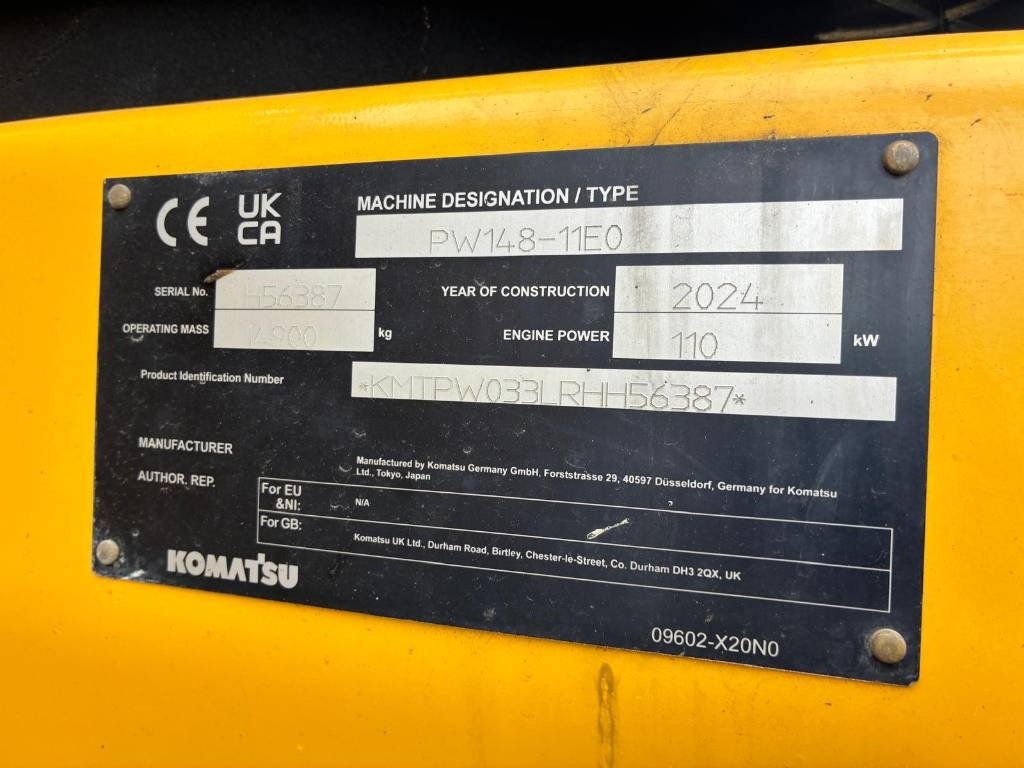 CE UK
CA
MACHINE DESIGNATION / TYPE
PW148-11E0
SERIAL No. H56387
YEAR OF CONSTRUCTION 2024
OPERATING MASS 14900 kg
ENGINE POWER 110 kW
Product Identification Number *KMTPW033LRHH56387*
MANUFACTURER
Manufactured by Komatsu Germany GmbH, Forststrasse 29, 40597 Düsseldorf, Germany for Komatsu
Ltd., Tokyo, Japan
AUTHOR. REP.
For EU
&NI: N/A
For GB: Komatsu UK Ltd., Durham Road, Birtley, Chester-le-Street, Co. Durham DH3 2QX, UK
KOMATSU
09602-X20N0